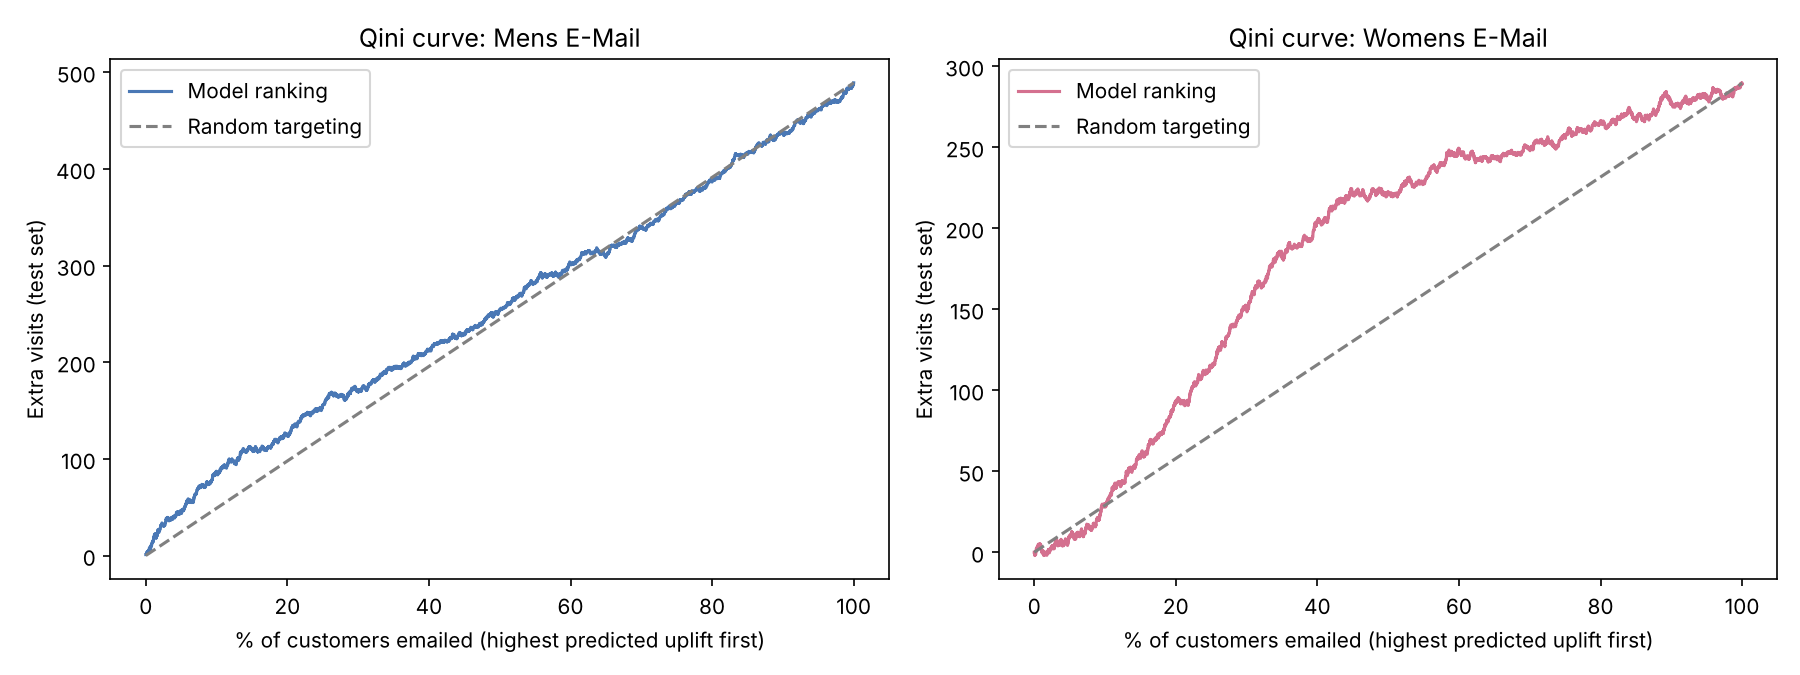 Qini curve: Mens E-Mail
Model ranking
Random targeting
Extra visits (test set)
500
400
300
200
100
0
0 20 40 60 80 100
% of customers emailed (highest predicted uplift first)
Qini curve: Womens E-Mail
Model ranking
Random targeting
Extra visits (test set)
300
250
200
150
100
50
0
0 20 40 60 80 100
% of customers emailed (highest predicted uplift first)